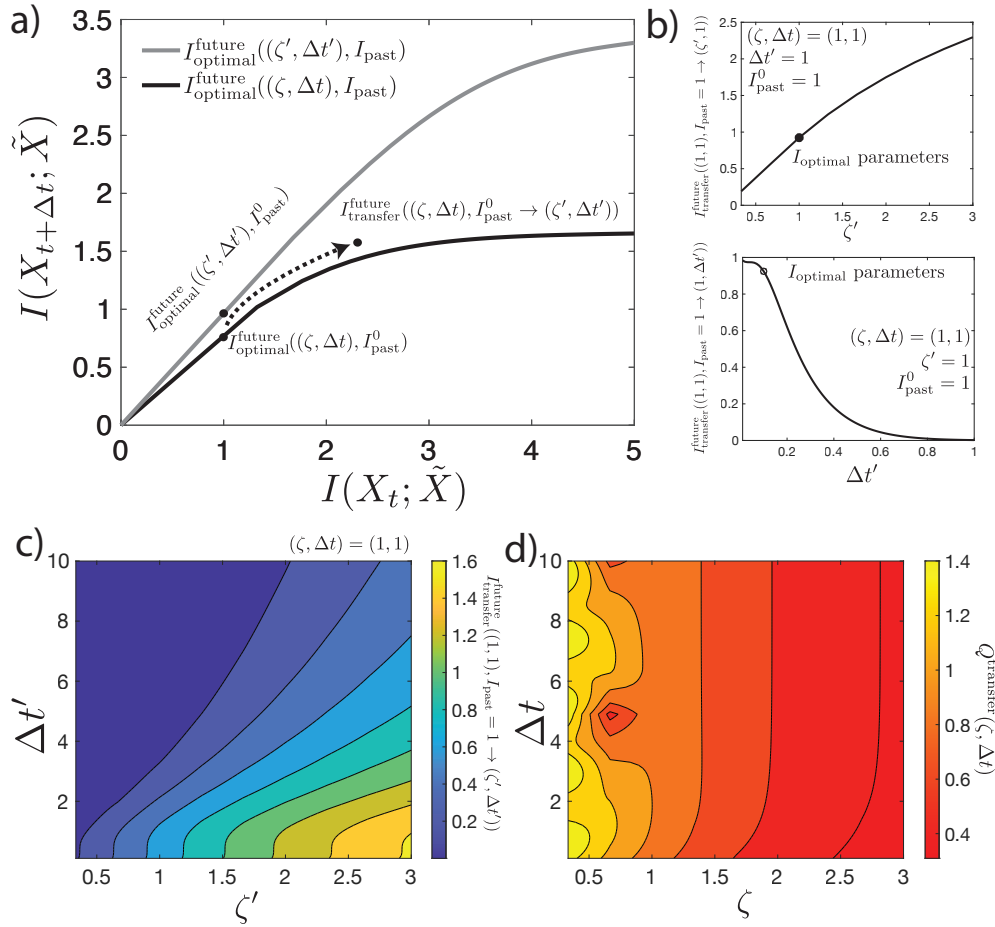 a)
I(X_{t+Δt}; X̃)
3.5
3
2.5
2
1.5
1
0.5
0
0 1 2 3 4 5
I(X_t; X̃)
I^{future}_{optimal}((ζ′, Δt′), I_{past})
I^{future}_{optimal}((ζ, Δt), I_{past})
I^{future}_{optimal}((ζ′, Δt′), I^0_{past})
I^{future}_{transfer}((ζ, Δt), I^0_{past} → (ζ′, Δt′))
I^{future}_{optimal}((ζ, Δt), I^0_{past})
b)
I^{future}_{transfer}((1, 1), I_{past} = 1 → (ζ′, 1))
2.5
2
1.5
1
0.5
0
0.5 1 1.5 2 2.5 3
ζ′
(ζ, Δt) = (1, 1)
Δt′ = 1
I^0_{past} = 1
I_{optimal} parameters
I^{future}_{transfer}((1, 1), I_{past} = 1 → (1, Δt′))
1
0.8
0.6
0.4
0.2
0
0.2 0.4 0.6 0.8 1
Δt′
I_{optimal} parameters
(ζ, Δt) = (1, 1)
ζ′ = 1
I^0_{past} = 1
c)
(ζ, Δt) = (1, 1)
Δt′
10
8
6
4
2
0.5 1 1.5 2 2.5 3
ζ′
1.6
1.4
1.2
1
0.8
0.6
0.4
0.2
I^{future}_{transfer}((1, 1), I_{past} = 1 → (ζ′, Δt′))
d)
Δt
10
8
6
4
2
0.5 1 1.5 2 2.5 3
ζ
1.4
1.2
1
0.8
0.6
0.4
Q^{transfer}(ζ, Δt)